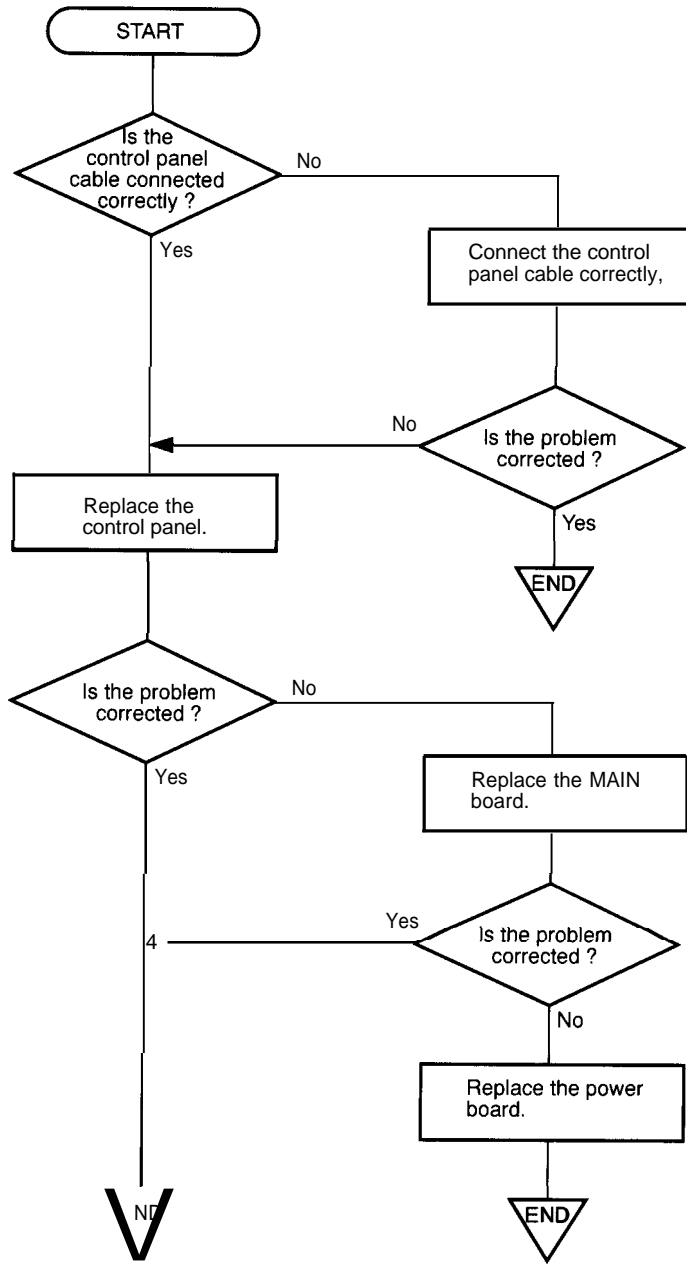 START
Is the
control panel
cable connected
correctly ?
No
Yes
Connect the control
panel cable correctly,
No
Is the problem
corrected ?
Yes
END
Replace the
control panel.
Is the problem
corrected ?
No
Yes
Replace the MAIN
board.
Yes
Is the problem
corrected ?
4
No
Replace the power
board.
ND
END